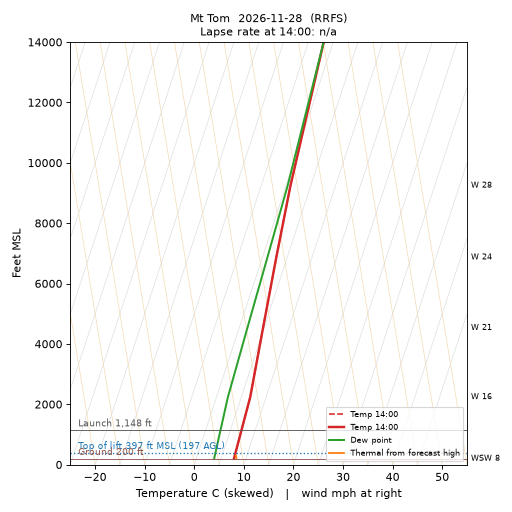 Mt Tom  2026-11-28  (RRFS)
Lapse rate at 14:00: n/a
14000
12000
10000
8000
6000
4000
2000
0
Feet MSL
W 28
W 24
W 21
W 16
WSW 8
Launch 1,148 ft
Top of lift 397 ft MSL (197 AGL)
Ground 200 ft
Temp 14:00
Temp 14:00
Dew point
Thermal from forecast high
−20 −10 0 10 20 30 40 50
Temperature C (skewed)   |   wind mph at right